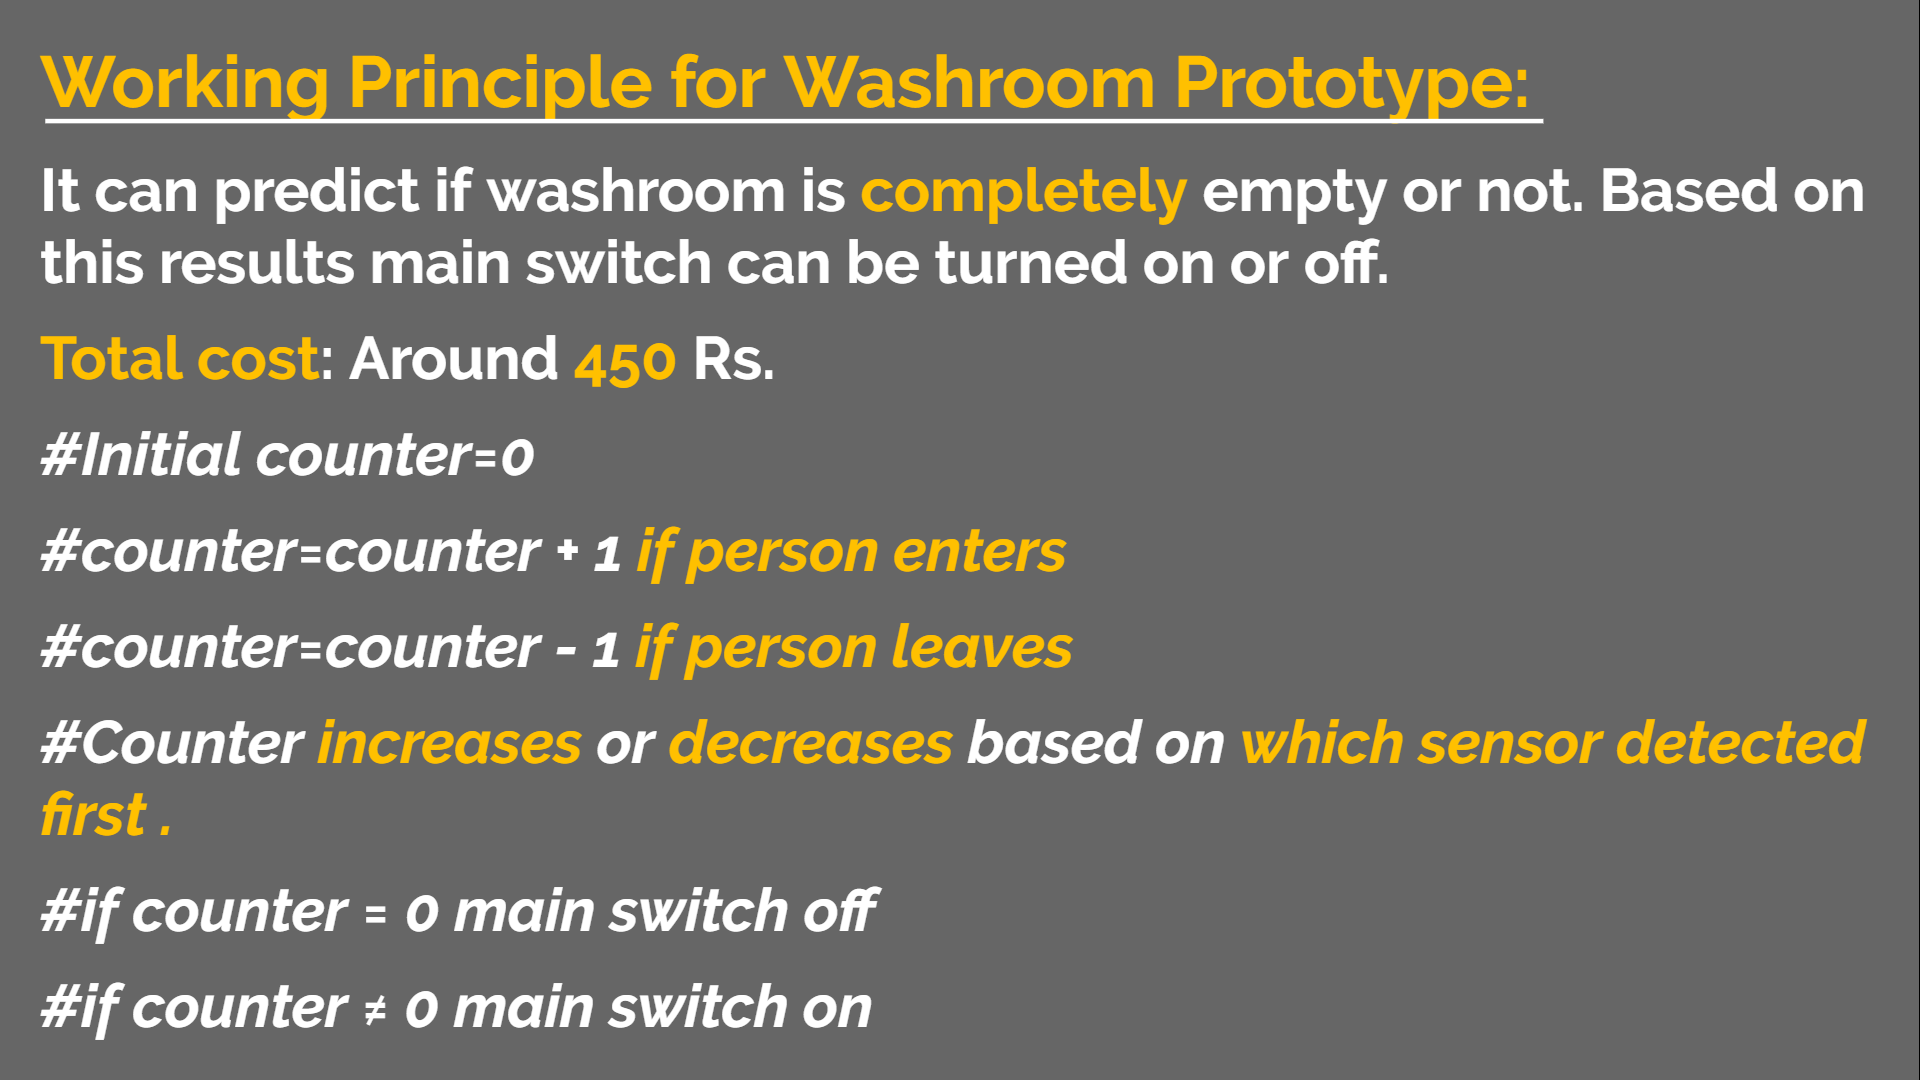 Working Principle for Washroom Prototype:
It can predict if washroom is completely empty or not. Based on
this results main switch can be turned on or off.
Total cost: Around 450 Rs.
#Initial counter=0
#counter=counter + 1 if person enters
#counter=counter - 1 if person leaves
#Counter increases or decreases based on which sensor detected
first .
#if counter = 0 main switch off
#if counter ≠ 0 main switch on